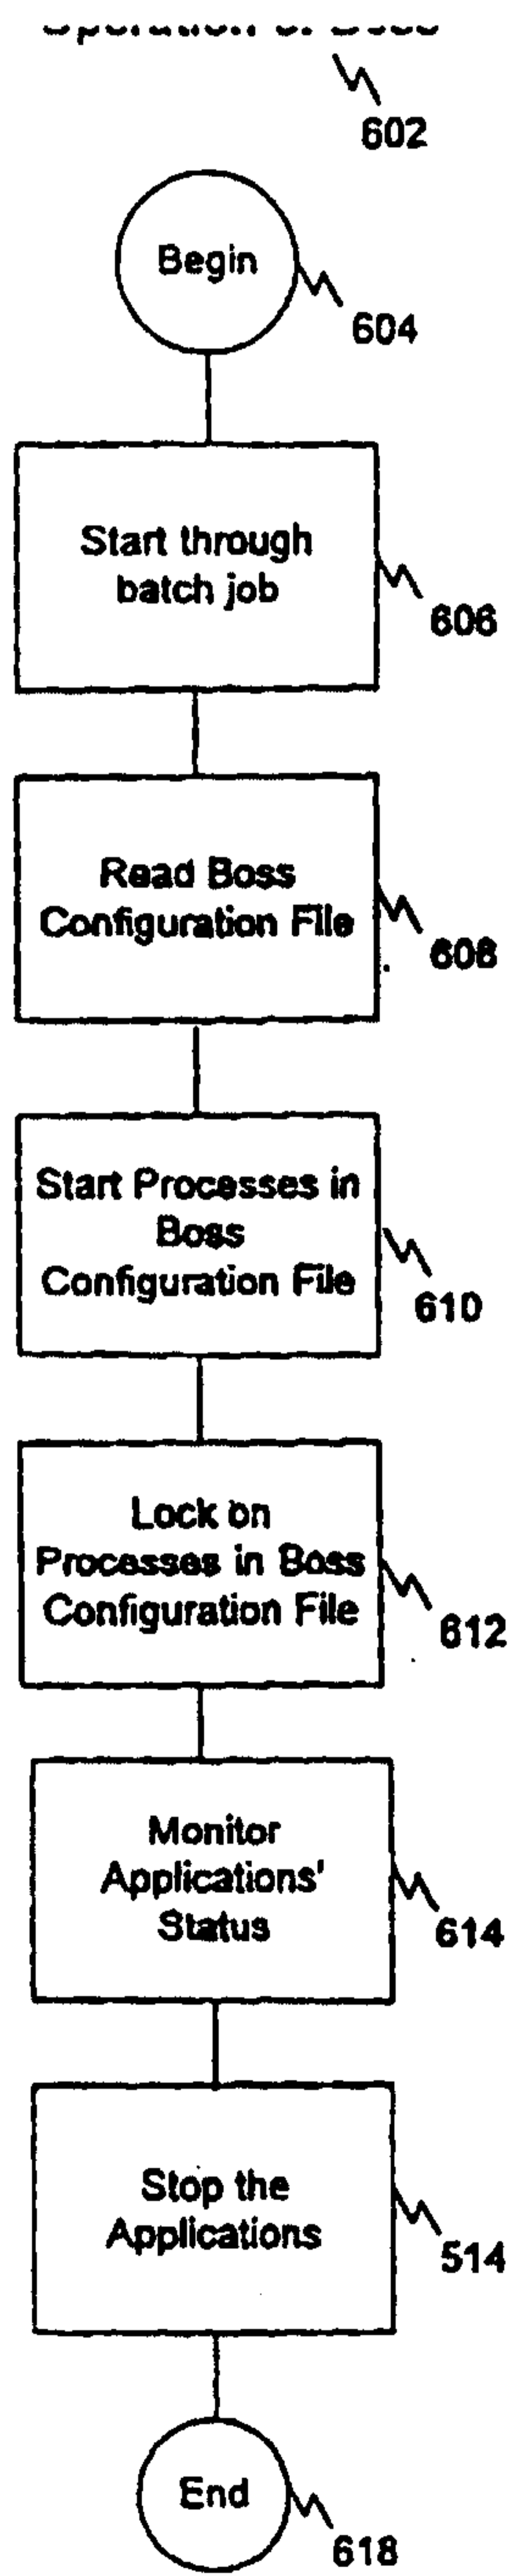 602
Begin
604
Start through
batch job
606
Read Boss
Configuration File
608
Start Processes in
Boss
Configuration File
610
Lock on
Processes in Boss
Configuration File
612
Monitor
Applications'
Status
614
Stop the
Applications
514
End
618